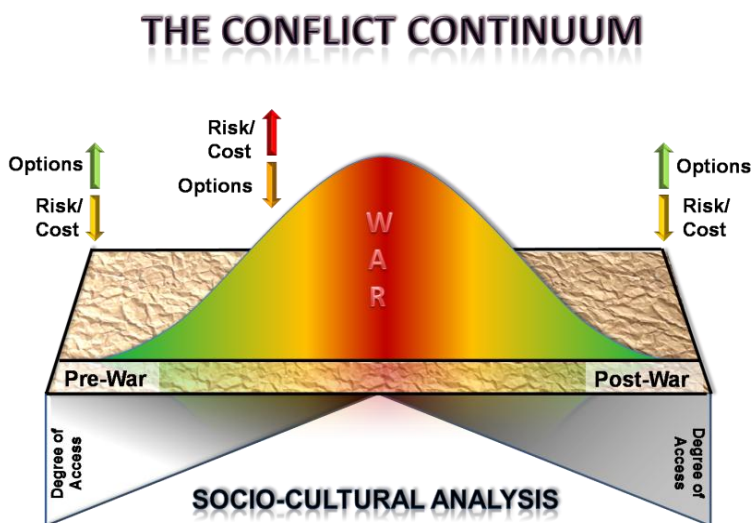 THE CONFLICT CONTINUUM
Options
Risk/
Cost
Risk/
Cost
Options
Options
Risk/
Cost
W
A
R
Pre-War
Post-War
Degree of
Access
Degree of
Access
SOCIO-CULTURAL ANALYSIS